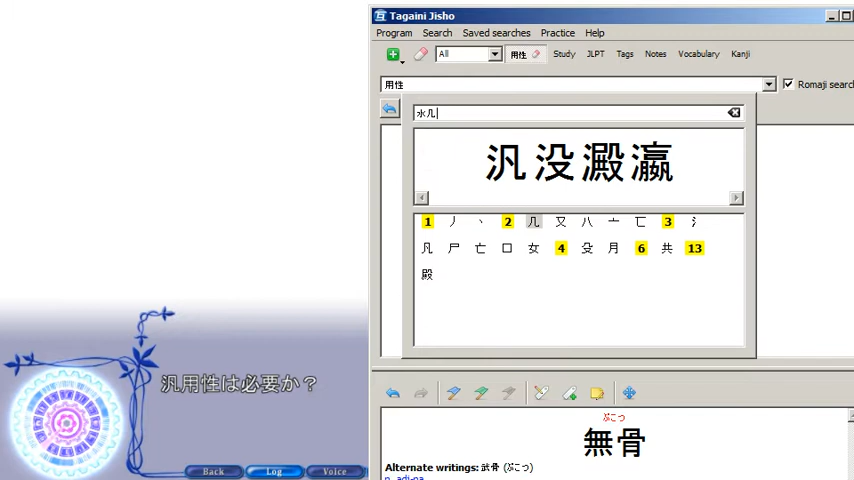 Tagaini Jisho
Program Search Saved searches Practice Help
All 用性 Study JLPT Tags Notes Vocabulary Kanji
用性 Romaji search
水几
汎没澱瀛
1 丿 丶 2 几 又 八 亠 匸 3 氵
凡 尸 亡 口 女 4 殳 月 6 共 13
殿
汎用性は必要か？
Back Log Voice
ぶこつ
無骨
Alternate writings: 武骨 (ぶこつ)
n, adj-na